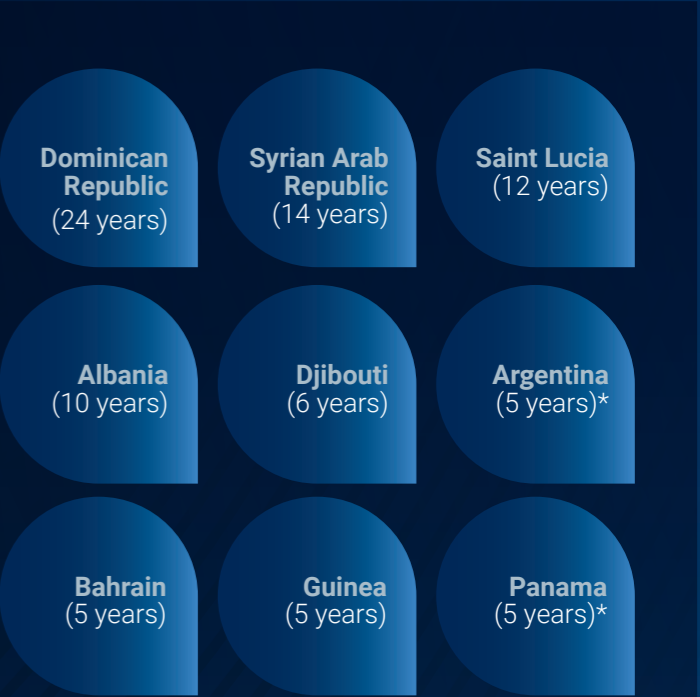 Dominican
Republic
(24 years)
Syrian Arab
Republic
(14 years)
Saint Lucia
(12 years)
Albania
(10 years)
Djibouti
(6 years)
Argentina
(5 years)*
Bahrain
(5 years)
Guinea
(5 years)
Panama
(5 years)*